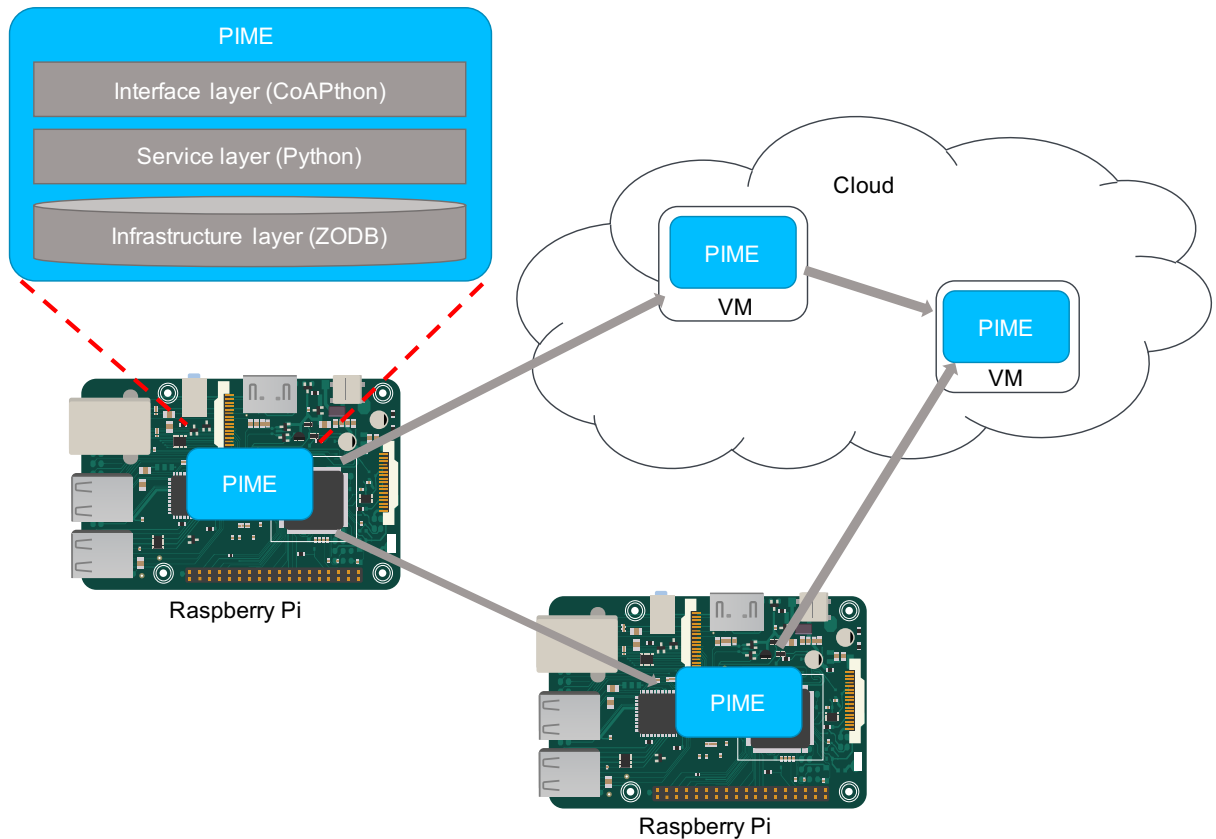 PIME
Interface layer (CoAPthon)
Service layer (Python)
Infrastructure layer (ZODB)
Cloud
PIME
VM
PIME
VM
PIME
Raspberry Pi
PIME
Raspberry Pi